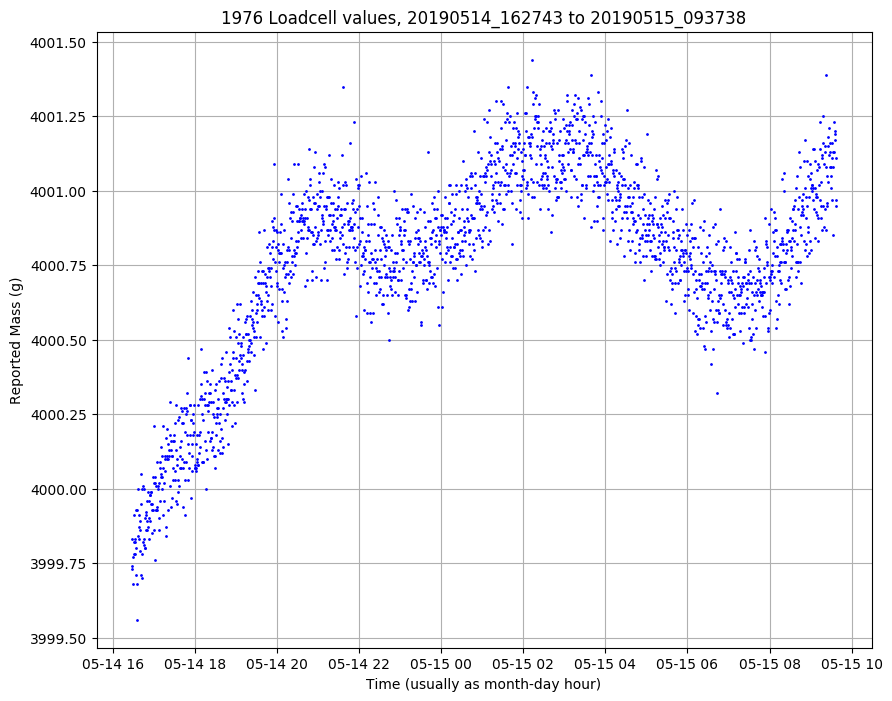 1976 Loadcell values, 20190514_162743 to 20190515_093738
4001.50
4001.25
4001.00
4000.75
4000.50
4000.25
4000.00
3999.75
3999.50
Reported Mass (g)
05-14 16 05-14 18 05-14 20 05-14 22 05-15 00 05-15 02 05-15 04 05-15 06 05-15 08 05-15 10
Time (usually as month-day hour)